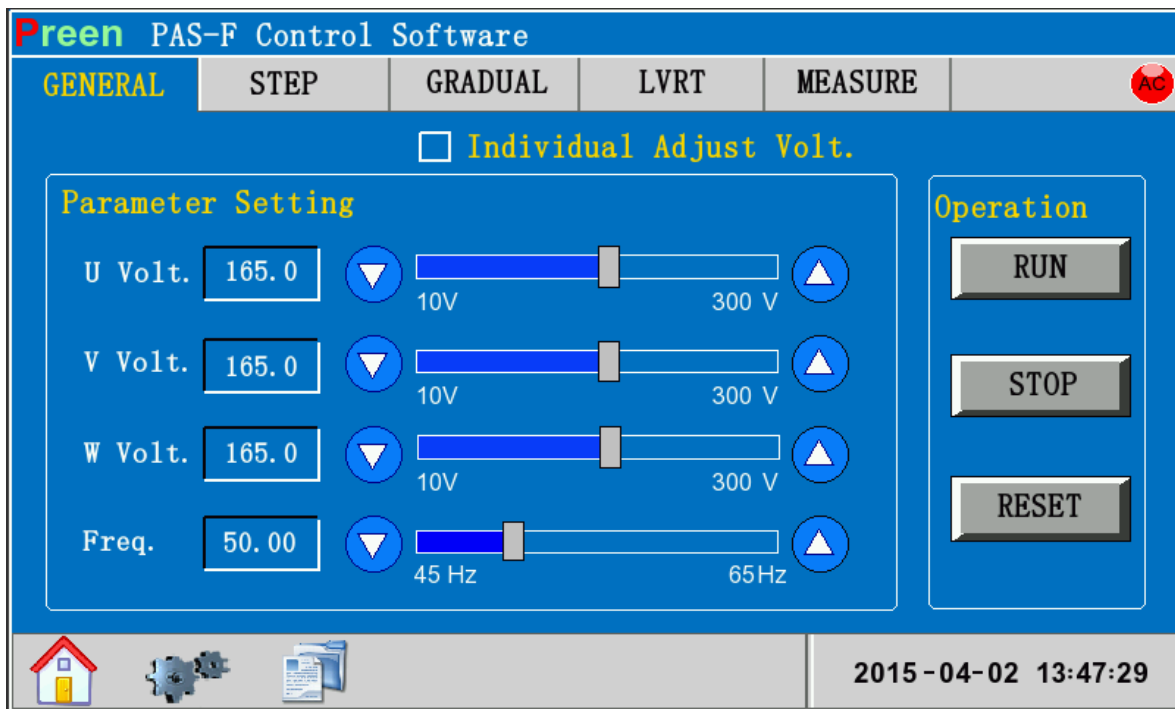 Preen PAS-F Control Software
GENERAL STEP GRADUAL LVRT MEASURE AC
Individual Adjust Volt.
Parameter Setting
Operation
U Volt. 165.0
10V 300 V
RUN
V Volt. 165.0
10V 300 V
STOP
W Volt. 165.0
10V 300 V
RESET
Freq. 50.00
45 Hz 65Hz
2015-04-02 13:47:29